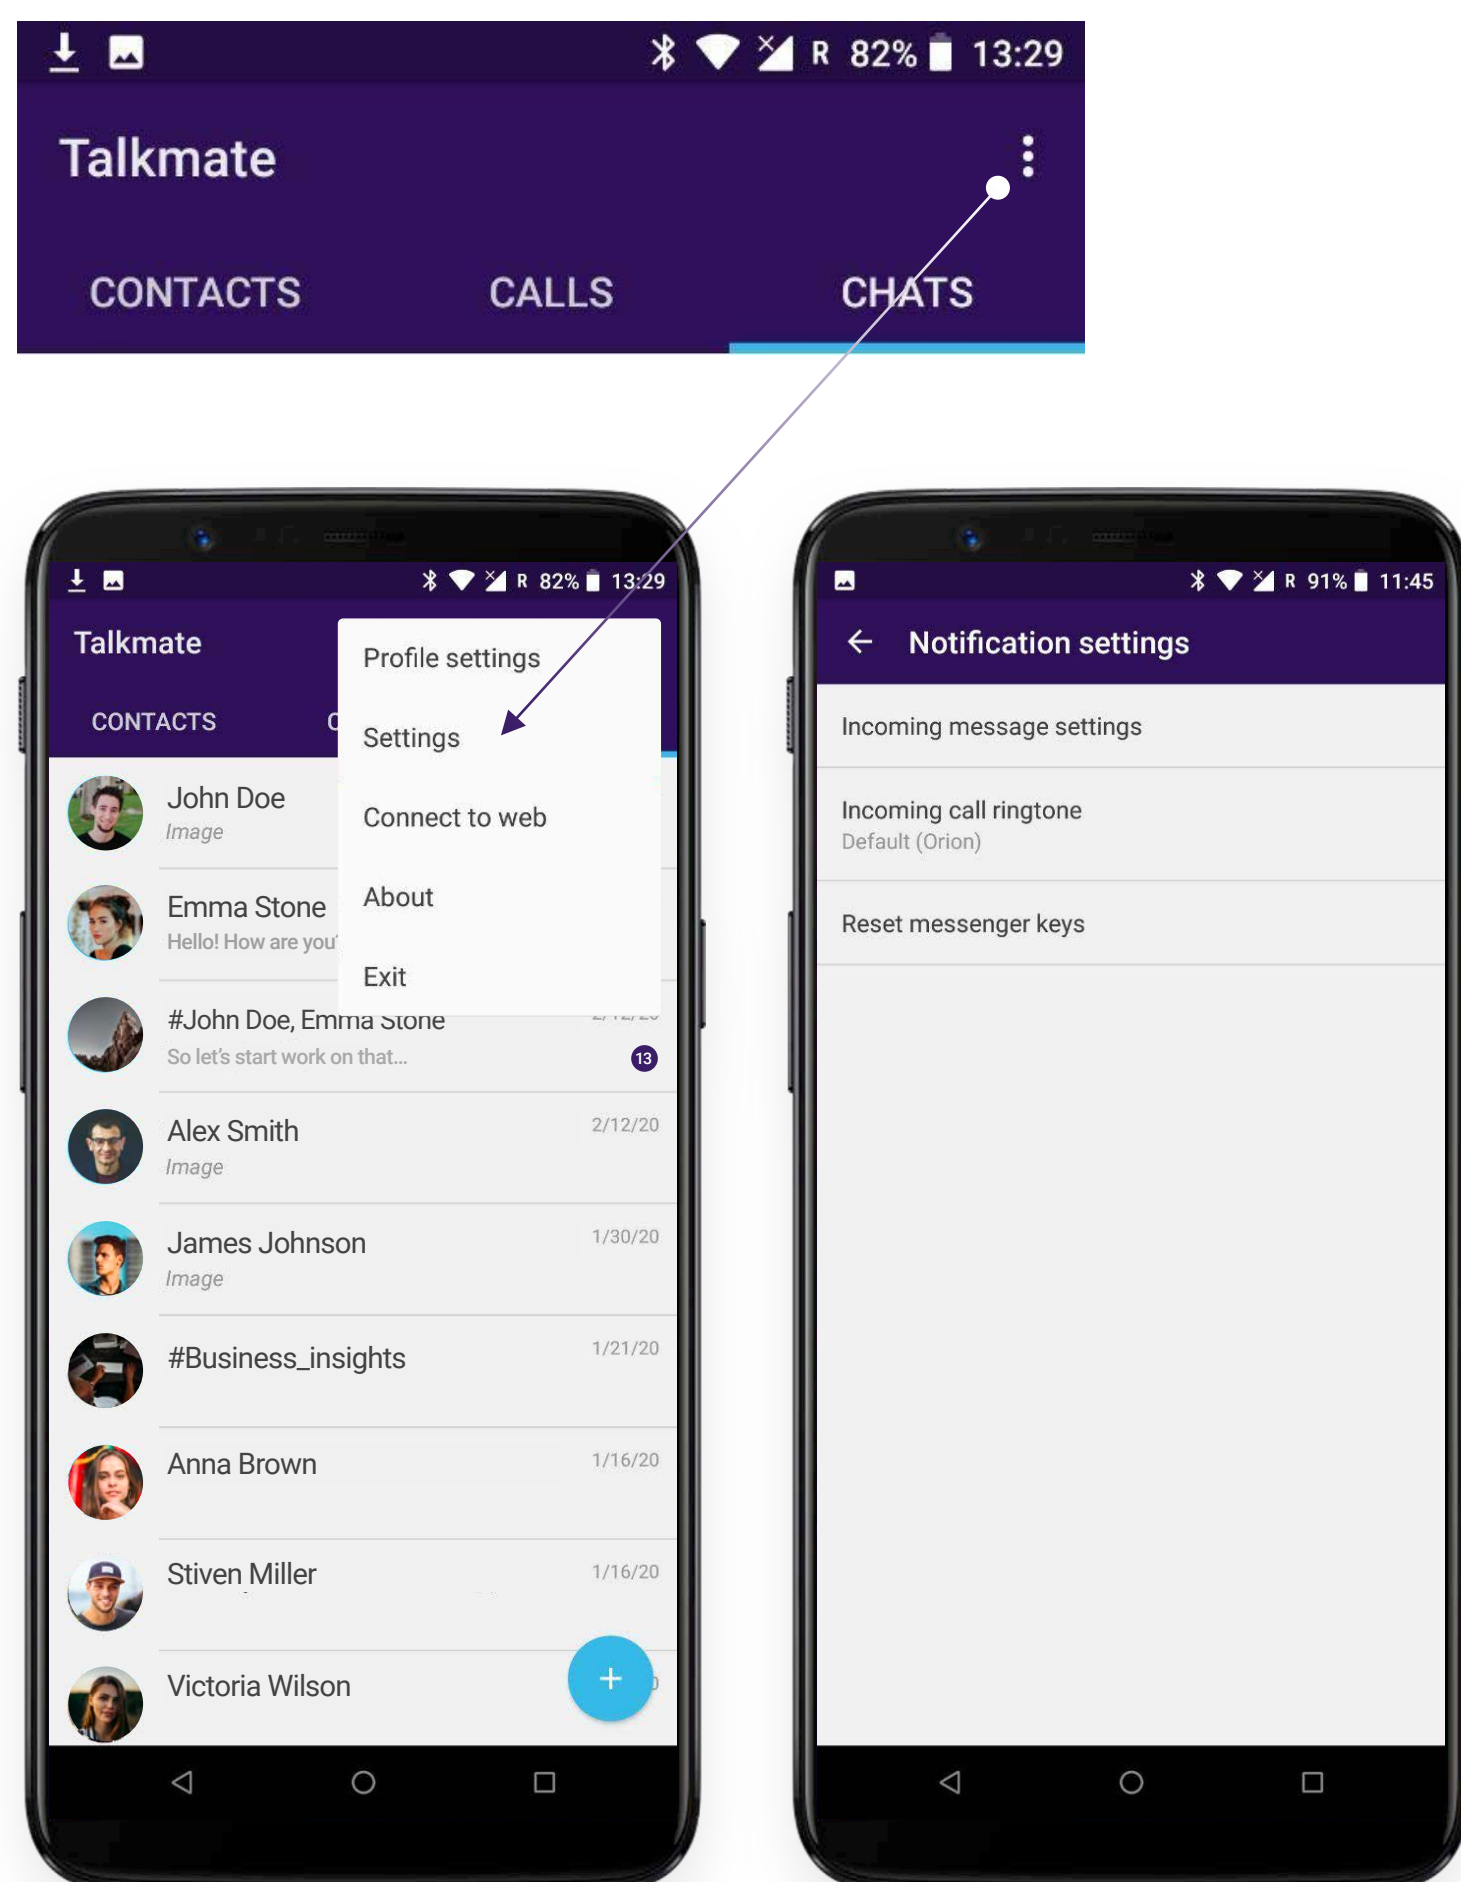 R 82% 13:29
Talkmate
CONTACTS CALLS CHATS
R 82% 13:29
Talkmate
Profile settings
CONTACTS
Settings
John Doe
Image
Connect to web
Emma Stone
Hello! How are you
About
Exit
#John Doe, Emma Stone
So let's start work on that...
13
Alex Smith
2/12/20
Image
James Johnson
1/30/20
Image
#Business_insights
1/21/20
Anna Brown
1/16/20
Stiven Miller
1/16/20
Victoria Wilson
+
R 91% 11:45
Notification settings
Incoming message settings
Incoming call ringtone
Default (Orion)
Reset messenger keys